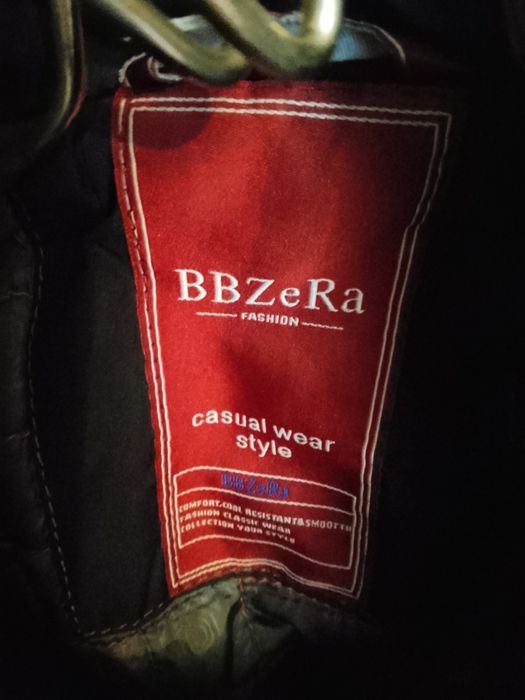 BBZeRa
FASHION
casual wear
style
BBZeRa
COMFORT,COOL RESISTANT&SMOOTH
FASHION CLASSIC WEAR
COLLECTION YOUR STYLE